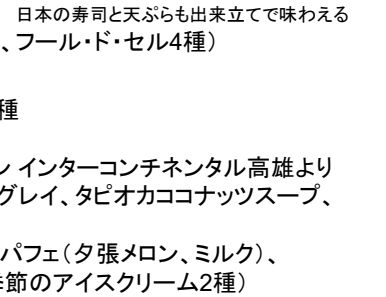 日本の寿司と天ぷらも出来立てで味わえる
、フール・ド・セル4種）
種
インターコンチネンタル高雄より
グレイ、タピオカココナッツスープ、
パフェ（夕張メロン、ミルク）、
季節のアイスクリーム2種）